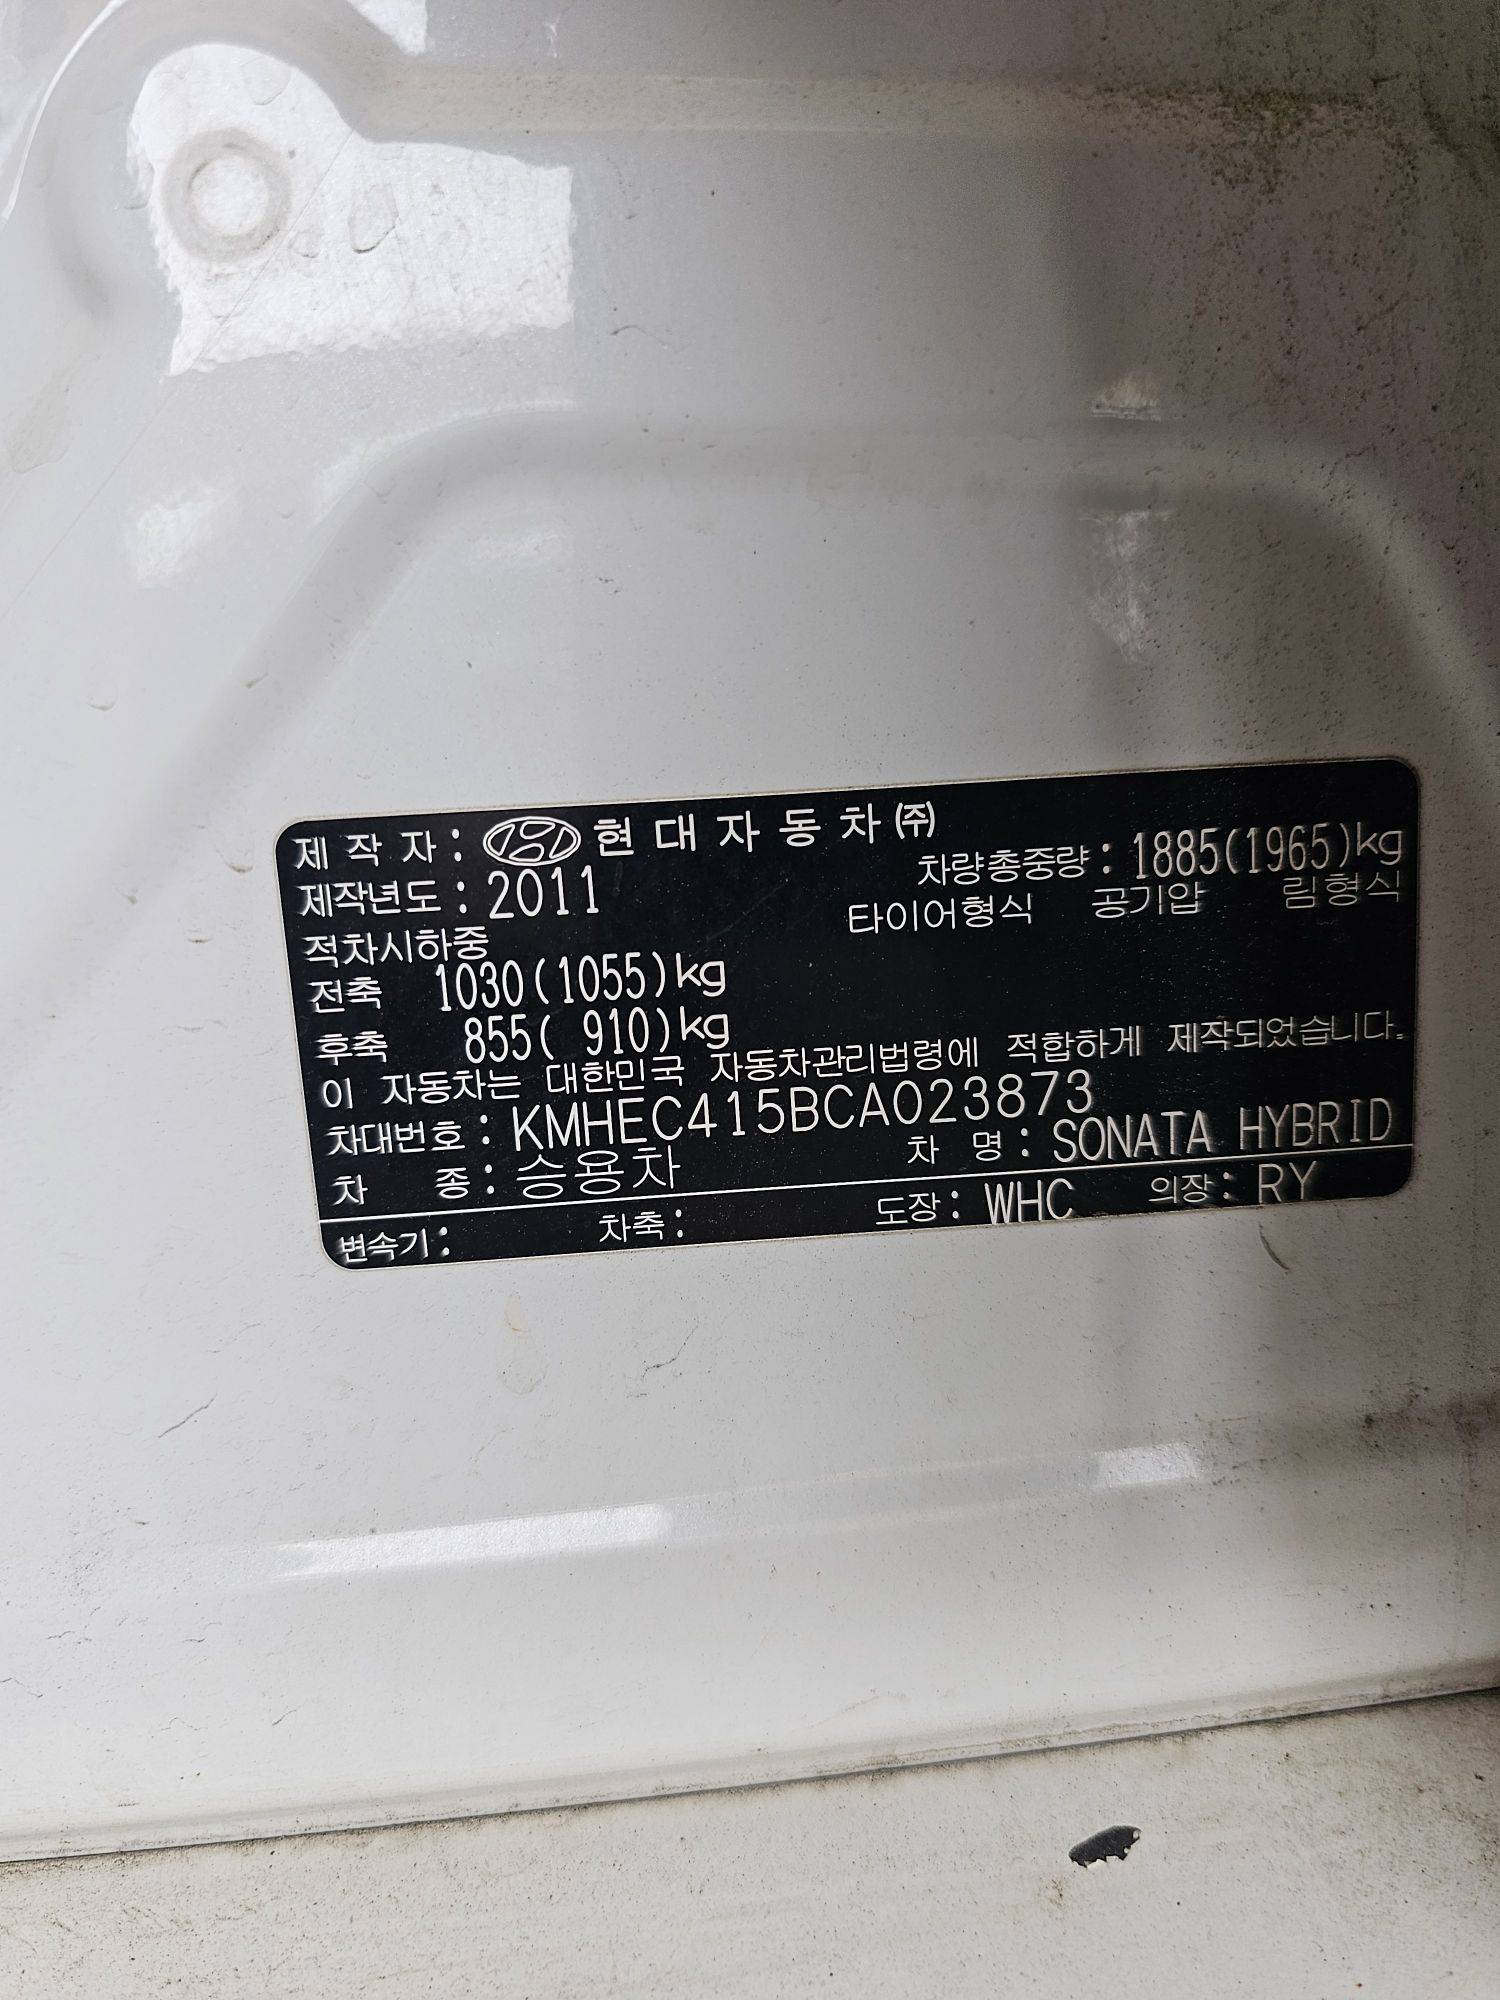 제 작 자 : 현 대 자 동 차 ㈜
제작년도 : 2011 차량총중량 : 1885(1965)kg
적차시하중 타이어형식 공기압 림형식
전축 1030(1055)kg
후축 855( 910)kg
이 자동차는 대한민국 자동차관리법령에 적합하게 제작되었습니다.
차대번호 : KMHEC415BCA023873
차 종 : 승용차 차 명 : SONATA HYBRID
변속기 : 차축 : 도장 : WHC 의장 : RY